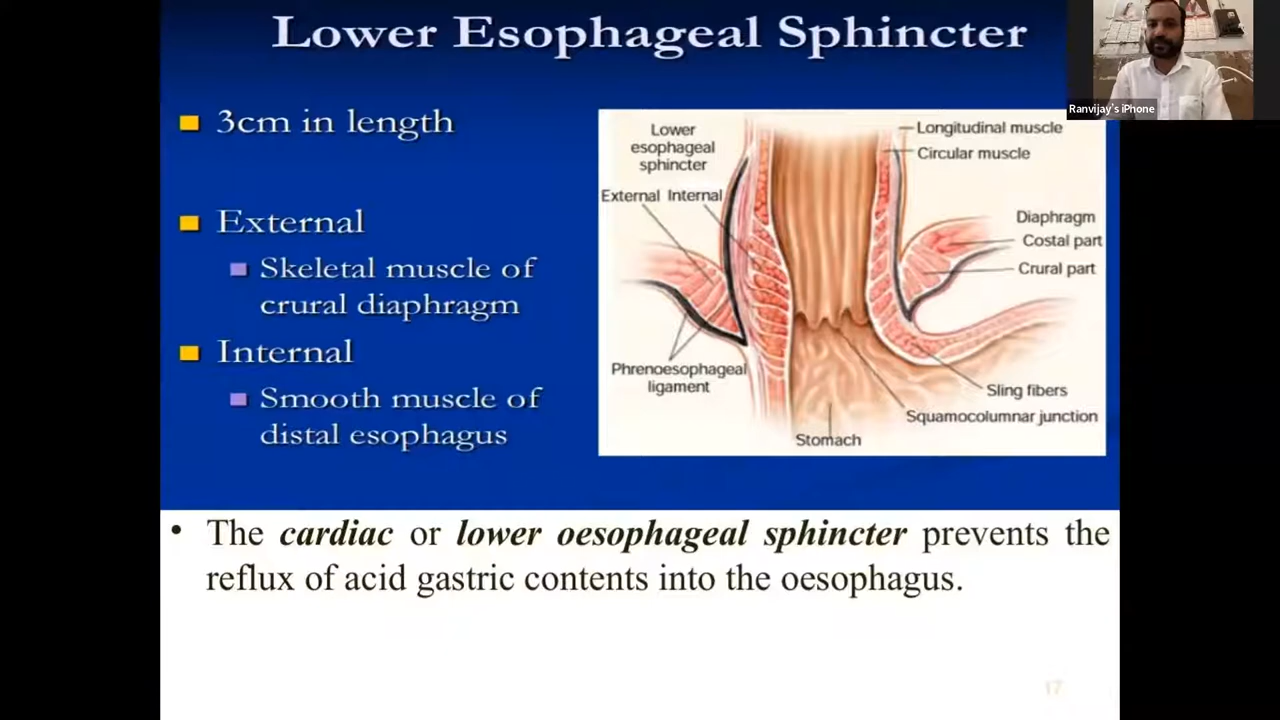 Lower Esophageal Sphincter
Ranvijay's iPhone
3cm in length
External
Skeletal muscle of
crural diaphragm
Internal
Smooth muscle of
distal esophagus
Lower
esophageal
sphincter
External Internal
Longitudinal muscle
Circular muscle
Diaphragm
Costal part
Crural part
Phrenoesophageal
ligament
Sling fibers
Squamocolumnar junction
Stomach
• The cardiac or lower oesophageal sphincter prevents the
reflux of acid gastric contents into the oesophagus.
17